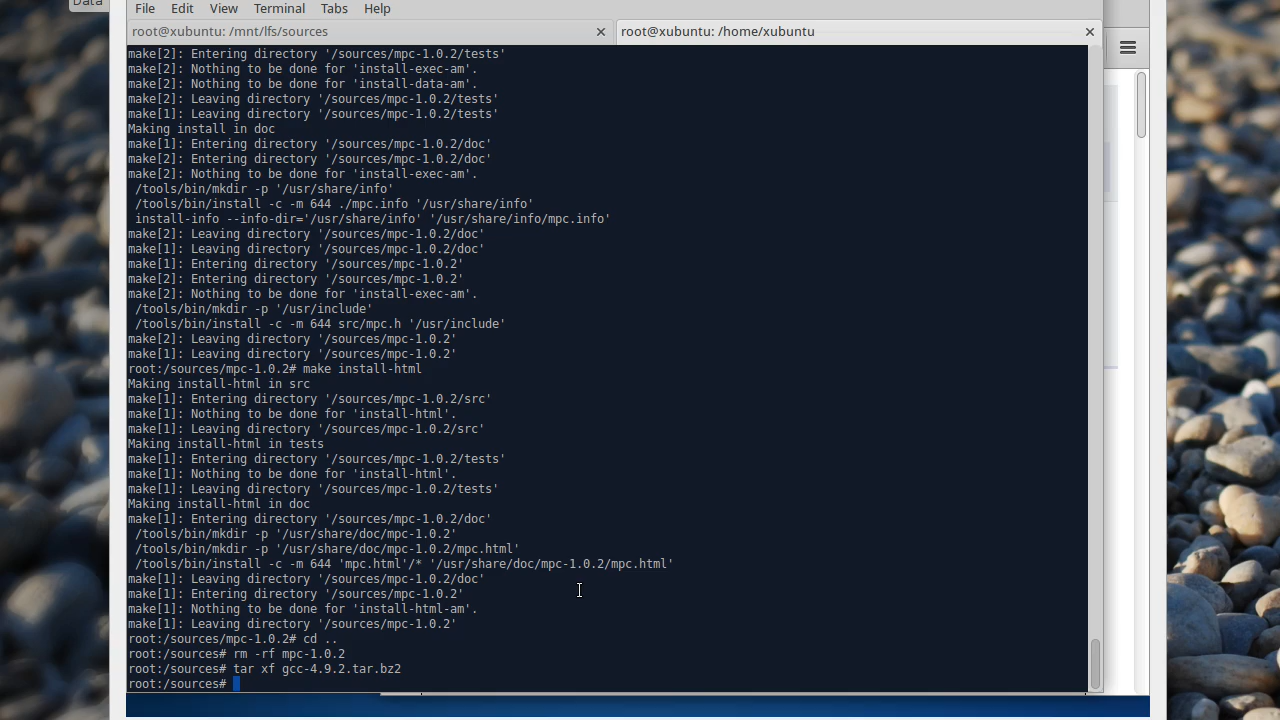 Data
File Edit View Terminal Tabs Help
root@xubuntu: /mnt/lfs/sources × root@xubuntu: /home/xubuntu ×
make[2]: Entering directory '/sources/mpc-1.0.2/tests'
make[2]: Nothing to be done for 'install-exec-am'.
make[2]: Nothing to be done for 'install-data-am'.
make[2]: Leaving directory '/sources/mpc-1.0.2/tests'
make[1]: Leaving directory '/sources/mpc-1.0.2/tests'
Making install in doc
make[1]: Entering directory '/sources/mpc-1.0.2/doc'
make[2]: Entering directory '/sources/mpc-1.0.2/doc'
make[2]: Nothing to be done for 'install-exec-am'.
 /tools/bin/mkdir -p '/usr/share/info'
 /tools/bin/install -c -m 644 ./mpc.info '/usr/share/info'
 install-info --info-dir='/usr/share/info' '/usr/share/info/mpc.info'
make[2]: Leaving directory '/sources/mpc-1.0.2/doc'
make[1]: Leaving directory '/sources/mpc-1.0.2/doc'
make[1]: Entering directory '/sources/mpc-1.0.2'
make[2]: Entering directory '/sources/mpc-1.0.2'
make[2]: Nothing to be done for 'install-exec-am'.
 /tools/bin/mkdir -p '/usr/include'
 /tools/bin/install -c -m 644 src/mpc.h '/usr/include'
make[2]: Leaving directory '/sources/mpc-1.0.2'
make[1]: Leaving directory '/sources/mpc-1.0.2'
root:/sources/mpc-1.0.2# make install-html
Making install-html in src
make[1]: Entering directory '/sources/mpc-1.0.2/src'
make[1]: Nothing to be done for 'install-html'.
make[1]: Leaving directory '/sources/mpc-1.0.2/src'
Making install-html in tests
make[1]: Entering directory '/sources/mpc-1.0.2/tests'
make[1]: Nothing to be done for 'install-html'.
make[1]: Leaving directory '/sources/mpc-1.0.2/tests'
Making install-html in doc
make[1]: Entering directory '/sources/mpc-1.0.2/doc'
 /tools/bin/mkdir -p '/usr/share/doc/mpc-1.0.2'
 /tools/bin/mkdir -p '/usr/share/doc/mpc-1.0.2/mpc.html'
 /tools/bin/install -c -m 644 'mpc.html'/* '/usr/share/doc/mpc-1.0.2/mpc.html'
make[1]: Leaving directory '/sources/mpc-1.0.2/doc'
make[1]: Entering directory '/sources/mpc-1.0.2'
make[1]: Nothing to be done for 'install-html-am'.
make[1]: Leaving directory '/sources/mpc-1.0.2'
root:/sources/mpc-1.0.2# cd ..
root:/sources# rm -rf mpc-1.0.2
root:/sources# tar xf gcc-4.9.2.tar.bz2
root:/sources#